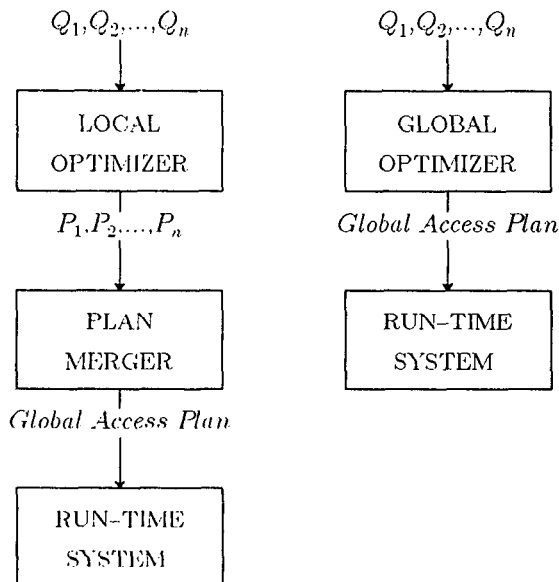 Q1,Q2,...,Qn
LOCAL
OPTIMIZER
P1,P2,...,Pn
PLAN
MERGER
Global Access Plan
RUN-TIME
SYSTEM
Q1,Q2,...,Qn
GLOBAL
OPTIMIZER
Global Access Plan
RUN-TIME
SYSTEM